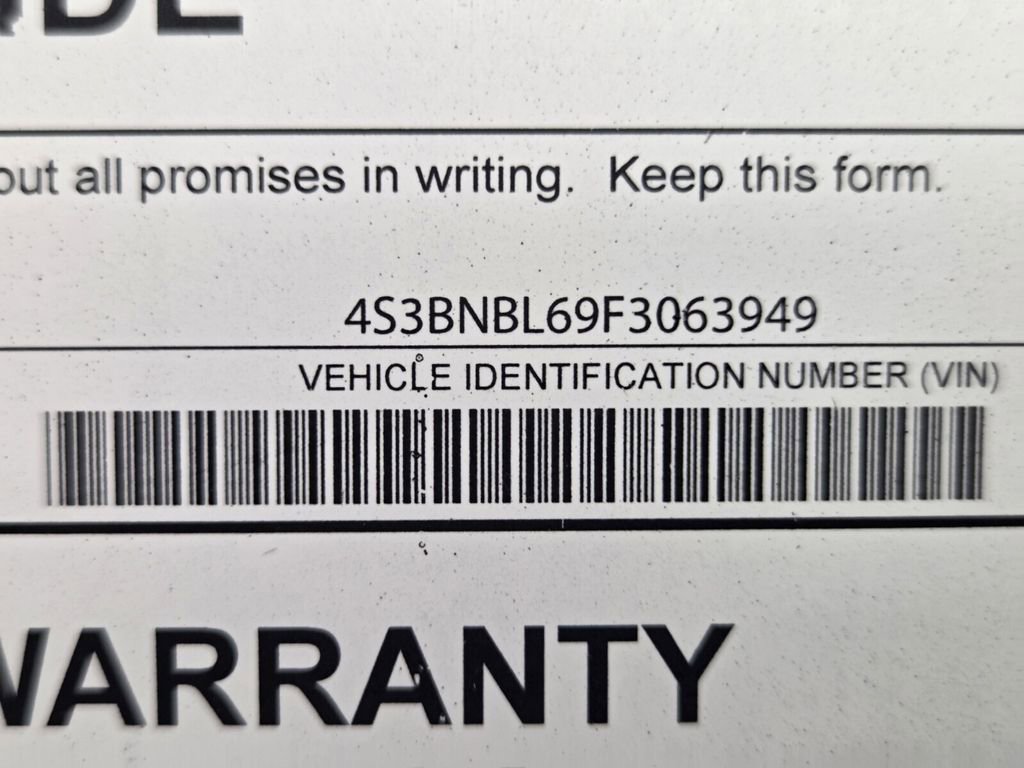 out all promises in writing. Keep this form.
4S3BNBL69F3063949
VEHICLE IDENTIFICATION NUMBER (VIN)
WARRANTY